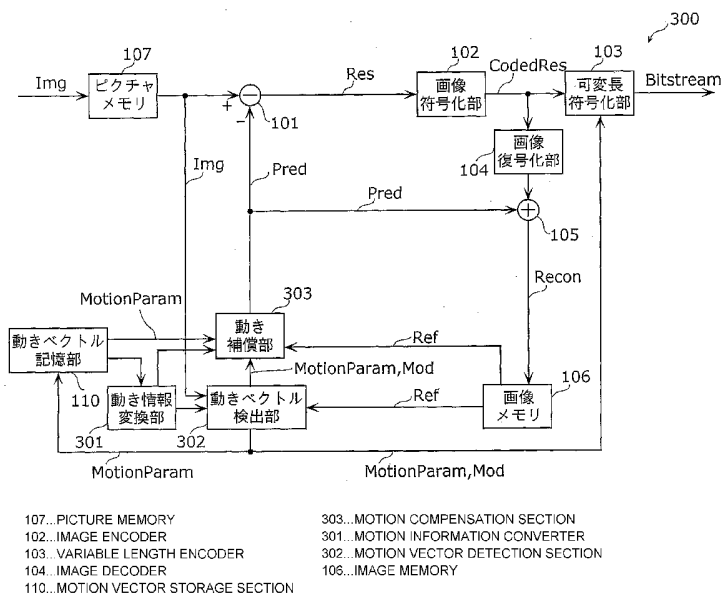 300
107
102
103
Img
ピクチャ
メモリ
+
−
101
Res
画像
符号化部
CodedRes
可変長
符号化部
Bitstream
Img
Pred
Pred
104
画像
復号化部
+
105
Recon
MotionParam
303
動き
補償部
Ref
動きベクトル
記憶部
110
動き情報
変換部
301
MotionParam,Mod
動きベクトル
検出部
302
Ref
画像
メモリ
106
MotionParam
MotionParam,Mod
107...PICTURE MEMORY
102...IMAGE ENCODER
103...VARIABLE LENGTH ENCODER
104...IMAGE DECODER
110...MOTION VECTOR STORAGE SECTION
303...MOTION COMPENSATION SECTION
301...MOTION INFORMATION CONVERTER
302...MOTION VECTOR DETECTION SECTION
106...IMAGE MEMORY